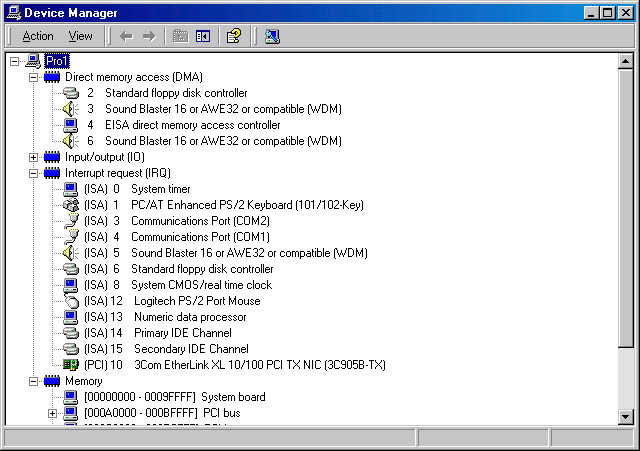 Device Manager
Action View
Pro1
Direct memory access (DMA)
2 Standard floppy disk controller
3 Sound Blaster 16 or AWE32 or compatible (WDM)
4 EISA direct memory access controller
6 Sound Blaster 16 or AWE32 or compatible (WDM)
Input/output (IO)
Interrupt request (IRQ)
(ISA) 0 System timer
(ISA) 1 PC/AT Enhanced PS/2 Keyboard (101/102-Key)
(ISA) 3 Communications Port (COM2)
(ISA) 4 Communications Port (COM1)
(ISA) 5 Sound Blaster 16 or AWE32 or compatible (WDM)
(ISA) 6 Standard floppy disk controller
(ISA) 8 System CMOS/real time clock
(ISA) 12 Logitech PS/2 Port Mouse
(ISA) 13 Numeric data processor
(ISA) 14 Primary IDE Channel
(ISA) 15 Secondary IDE Channel
(PCI) 10 3Com EtherLink XL 10/100 PCI TX NIC (3C905B-TX)
Memory
[00000000 - 0009FFFF] System board
[000A0000 - 000BFFFF] PCI bus